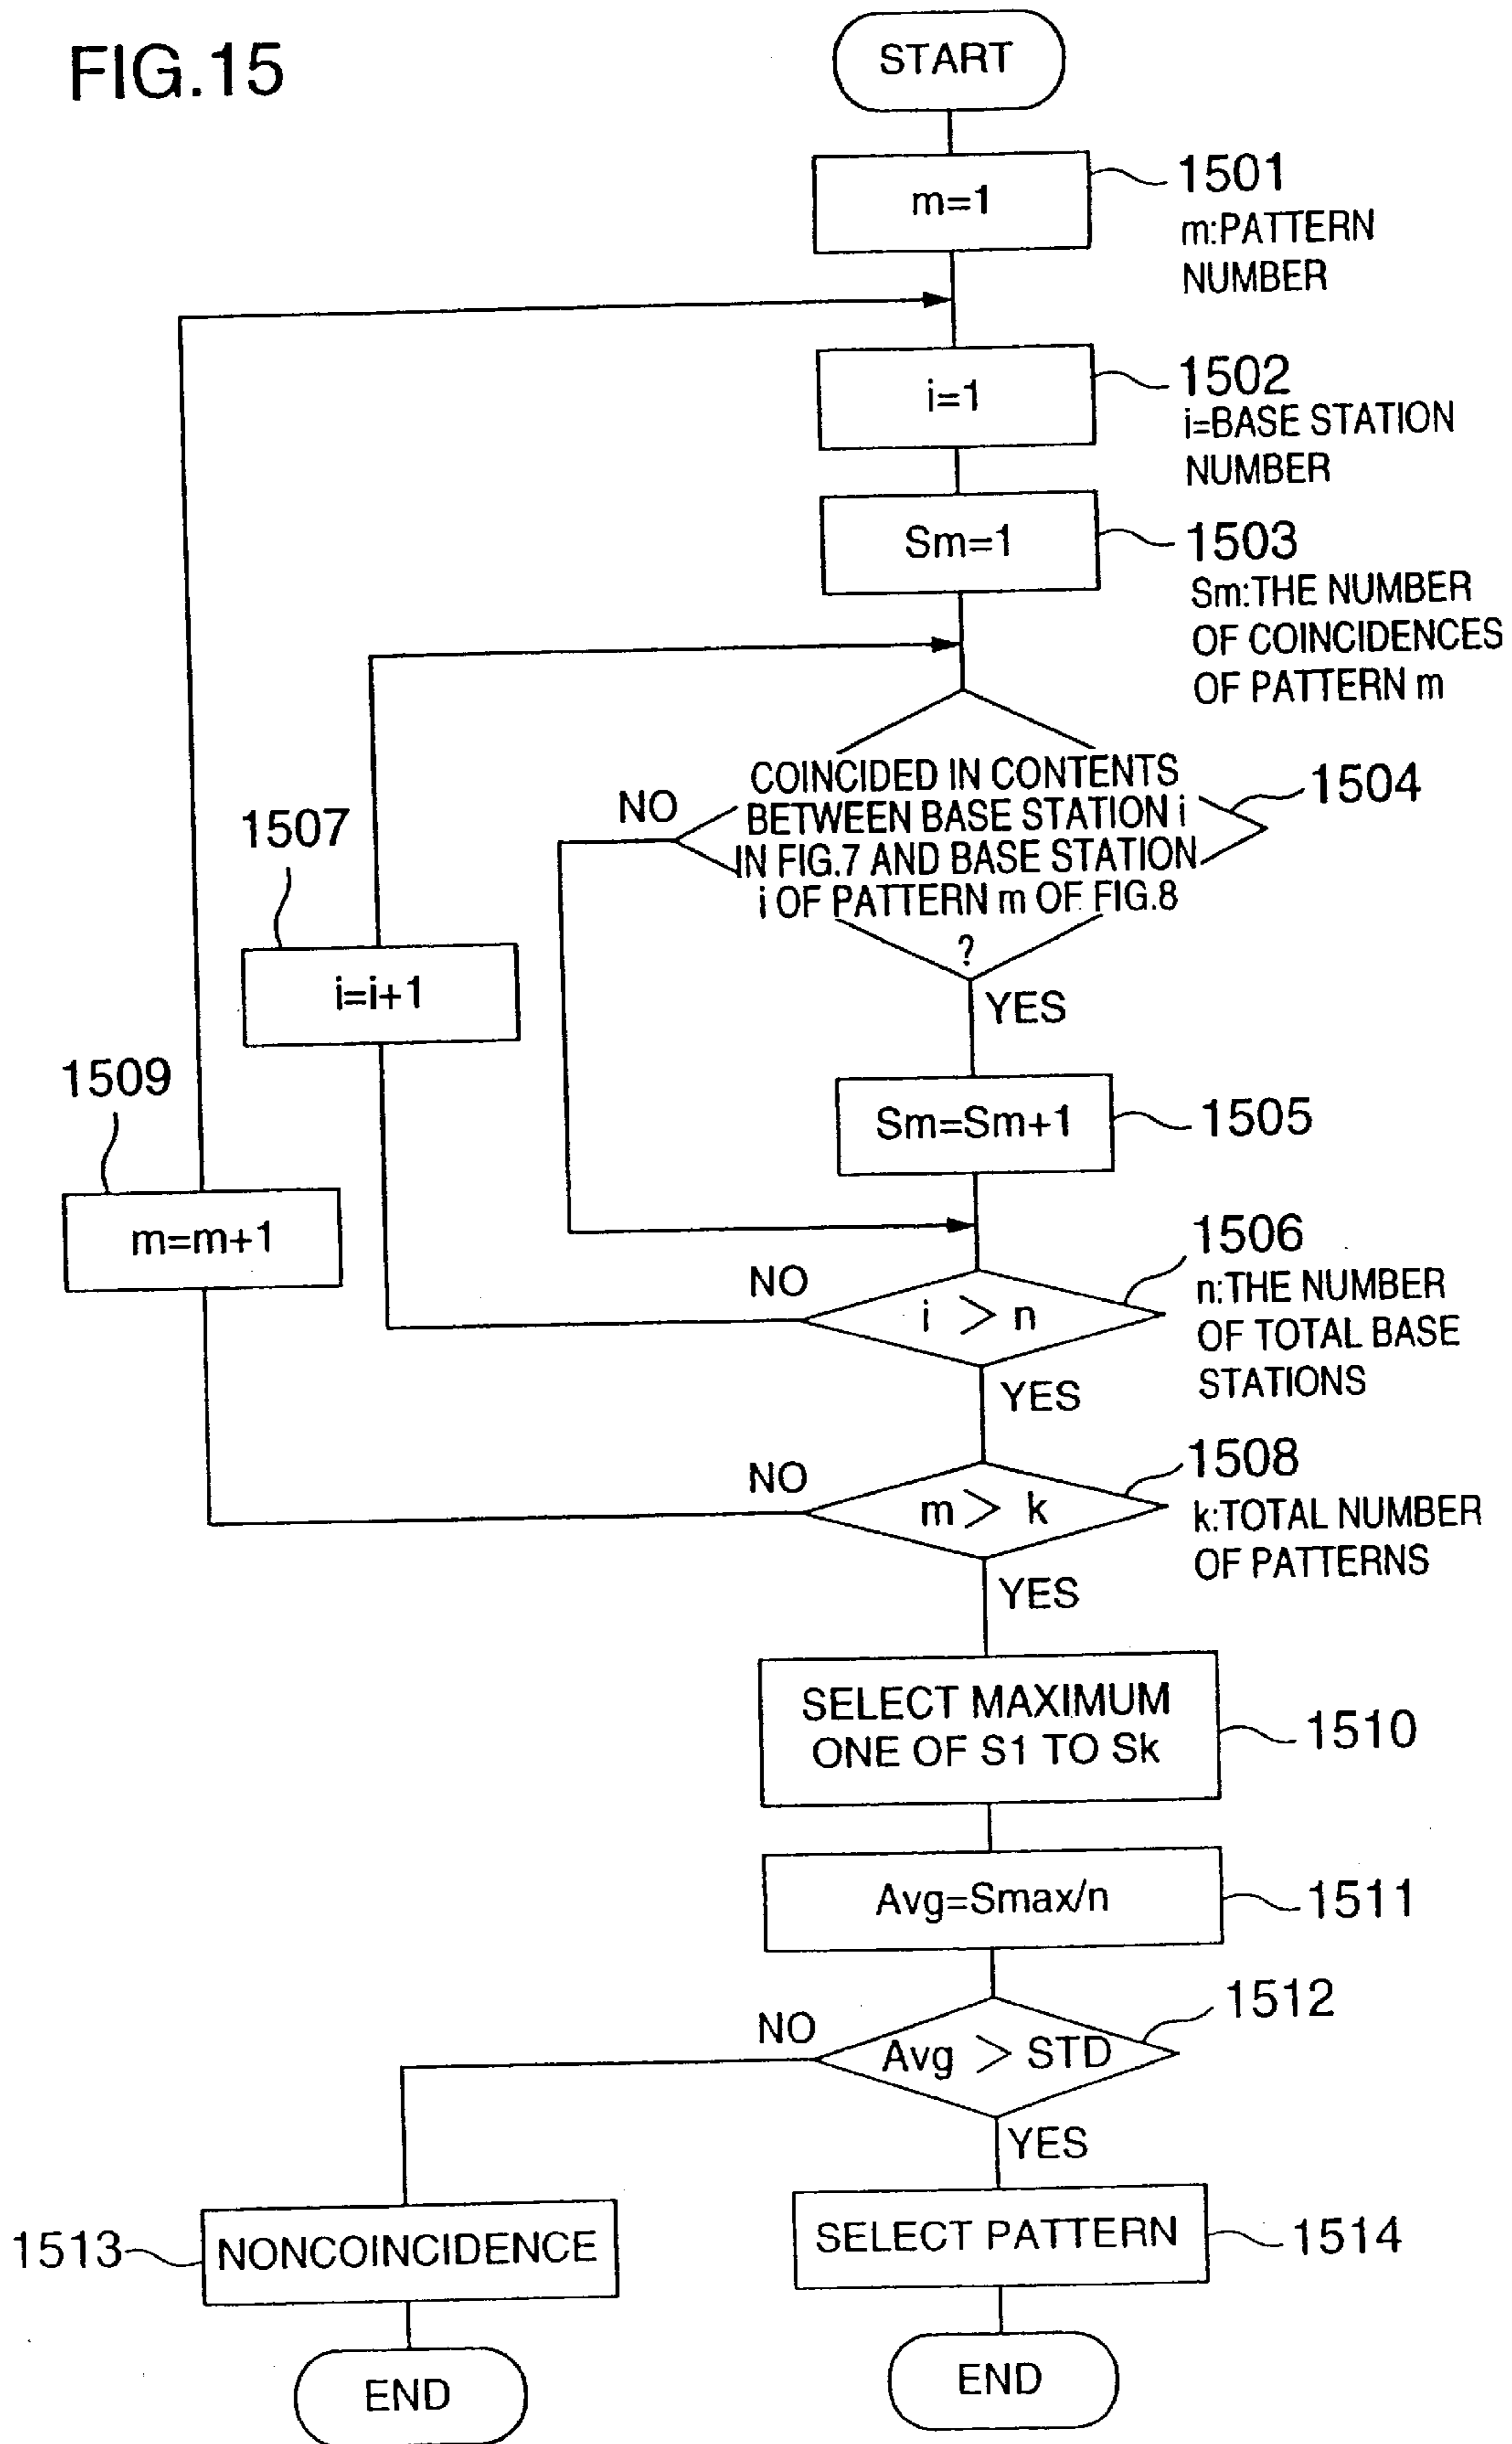 FIG.15
START
m=1
1501
m:PATTERN
NUMBER
i=1
1502
i=BASE STATION
NUMBER
Sm=1
1503
Sm:THE NUMBER
OF COINCIDENCES
OF PATTERN m
COINCIDED IN CONTENTS
BETWEEN BASE STATION i
IN FIG.7 AND BASE STATION
i OF PATTERN m OF FIG.8
?
1504
NO
YES
1507
i=i+1
1509
m=m+1
Sm=Sm+1
1505
i > n
1506
n:THE NUMBER
OF TOTAL BASE
STATIONS
NO
YES
m > k
1508
k:TOTAL NUMBER
OF PATTERNS
NO
YES
SELECT MAXIMUM
ONE OF S1 TO Sk
1510
Avg=Smax/n
1511
Avg > STD
1512
NO
YES
1513
NONCOINCIDENCE
SELECT PATTERN
1514
END
END